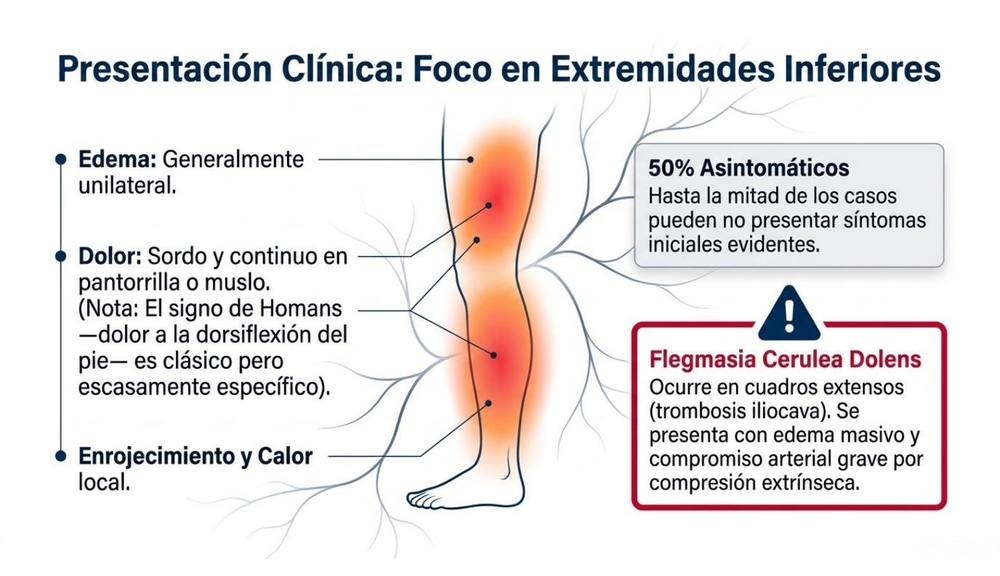 Presentación Clínica: Foco en Extremidades Inferiores
Edema: Generalmente
unilateral.
Dolor: Sordo y continuo en
pantorrilla o muslo.
(Nota: El signo de Homans
—dolor a la dorsiflexión del
pie— es clásico pero
escasamente específico).
Enrojecimiento y Calor
local.
50% Asintomáticos
Hasta la mitad de los casos
pueden no presentar síntomas
iniciales evidentes.
!
Flegmasia Cerulea Dolens
Ocurre en cuadros extensos
(trombosis iliocava). Se
presenta con edema masivo y
compromiso arterial grave por
compresión extrínseca.